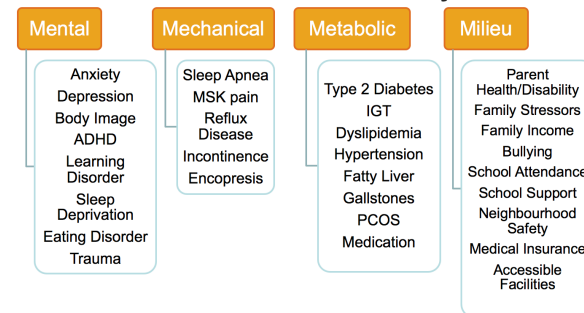 Mental
Anxiety
Depression
Body Image
ADHD
Learning
Disorder
Sleep
Deprivation
Eating Disorder
Trauma
Mechanical
Sleep Apnea
MSK pain
Reflux
Disease
Incontinence
Encopresis
Metabolic
Type 2 Diabetes
IGT
Dyslipidemia
Hypertension
Fatty Liver
Gallstones
PCOS
Medication
Milieu
Parent
Health/Disability
Family Stressors
Family Income
Bullying
School Attendance
School Support
Neighbourhood
Safety
Medical Insurance
Accessible
Facilities